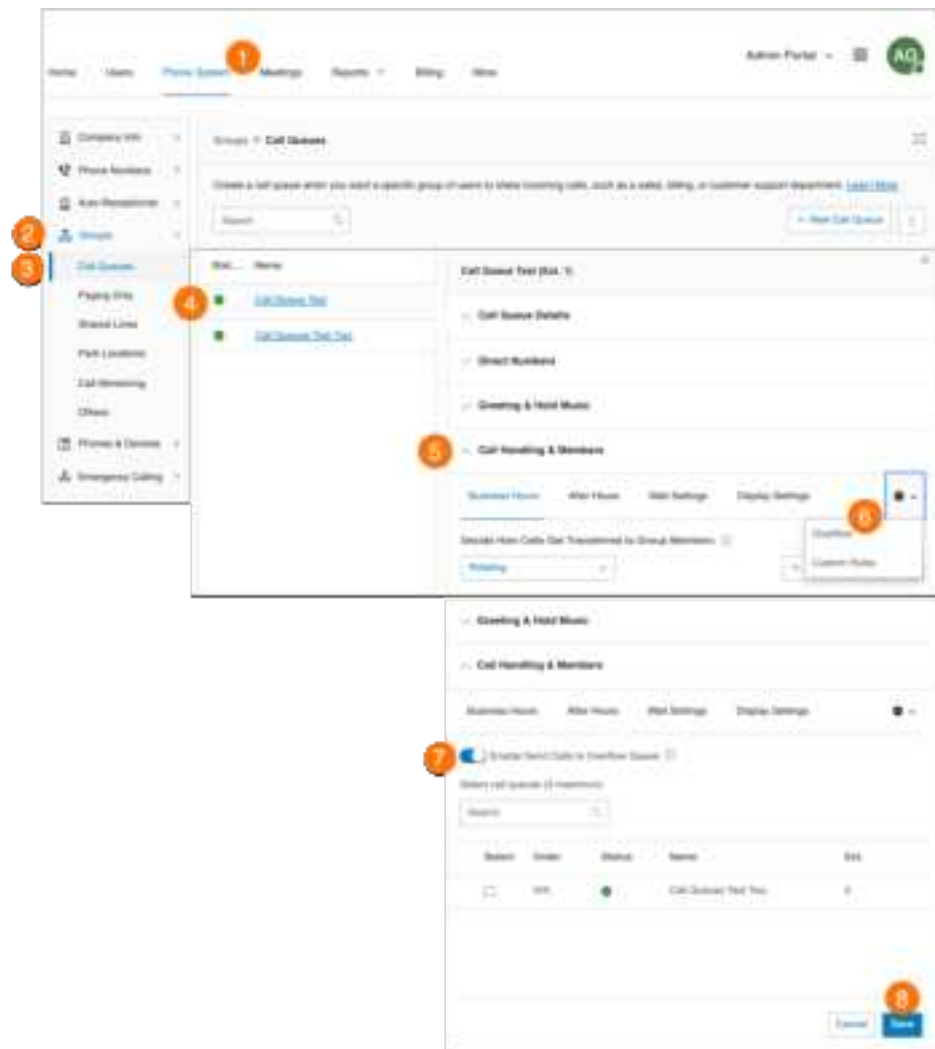 1
Admin Portal
AG
Home Users Phone System Meetings Reports Billing More
Company Info
Groups > Call Queues
Phone Numbers
Create a call queue when you want a specific group of users to share incoming calls, such as a sales, billing, or customer support department. Learn More
Auto-Receptionist
Search
+ New Call Queue
2
Groups
3
Call Queues
Name
Call Queue Test (Ext. 1)
Paging Only
4
Call Queue Test
Shared Lines
Call Queue Details
Call Queues Test Two
Park Locations
Direct Numbers
Call Monitoring
Others
Greeting & Hold Music
Phones & Devices
5
Call Handling & Members
Emergency Calling
Business Hours After Hours Wait Settings Display Settings
6
Overflow
Decide How Calls Get Transferred to Group Members
Custom Rules
Rotating
Greeting & Hold Music
Call Handling & Members
Business Hours After Hours Wait Settings Display Settings
7
Enable Send Calls to Overflow Queue
Select call queues (3 maximum)
Search
Select Order Status Name Ext.
N/A Call Queues Test Two
8
Cancel Save